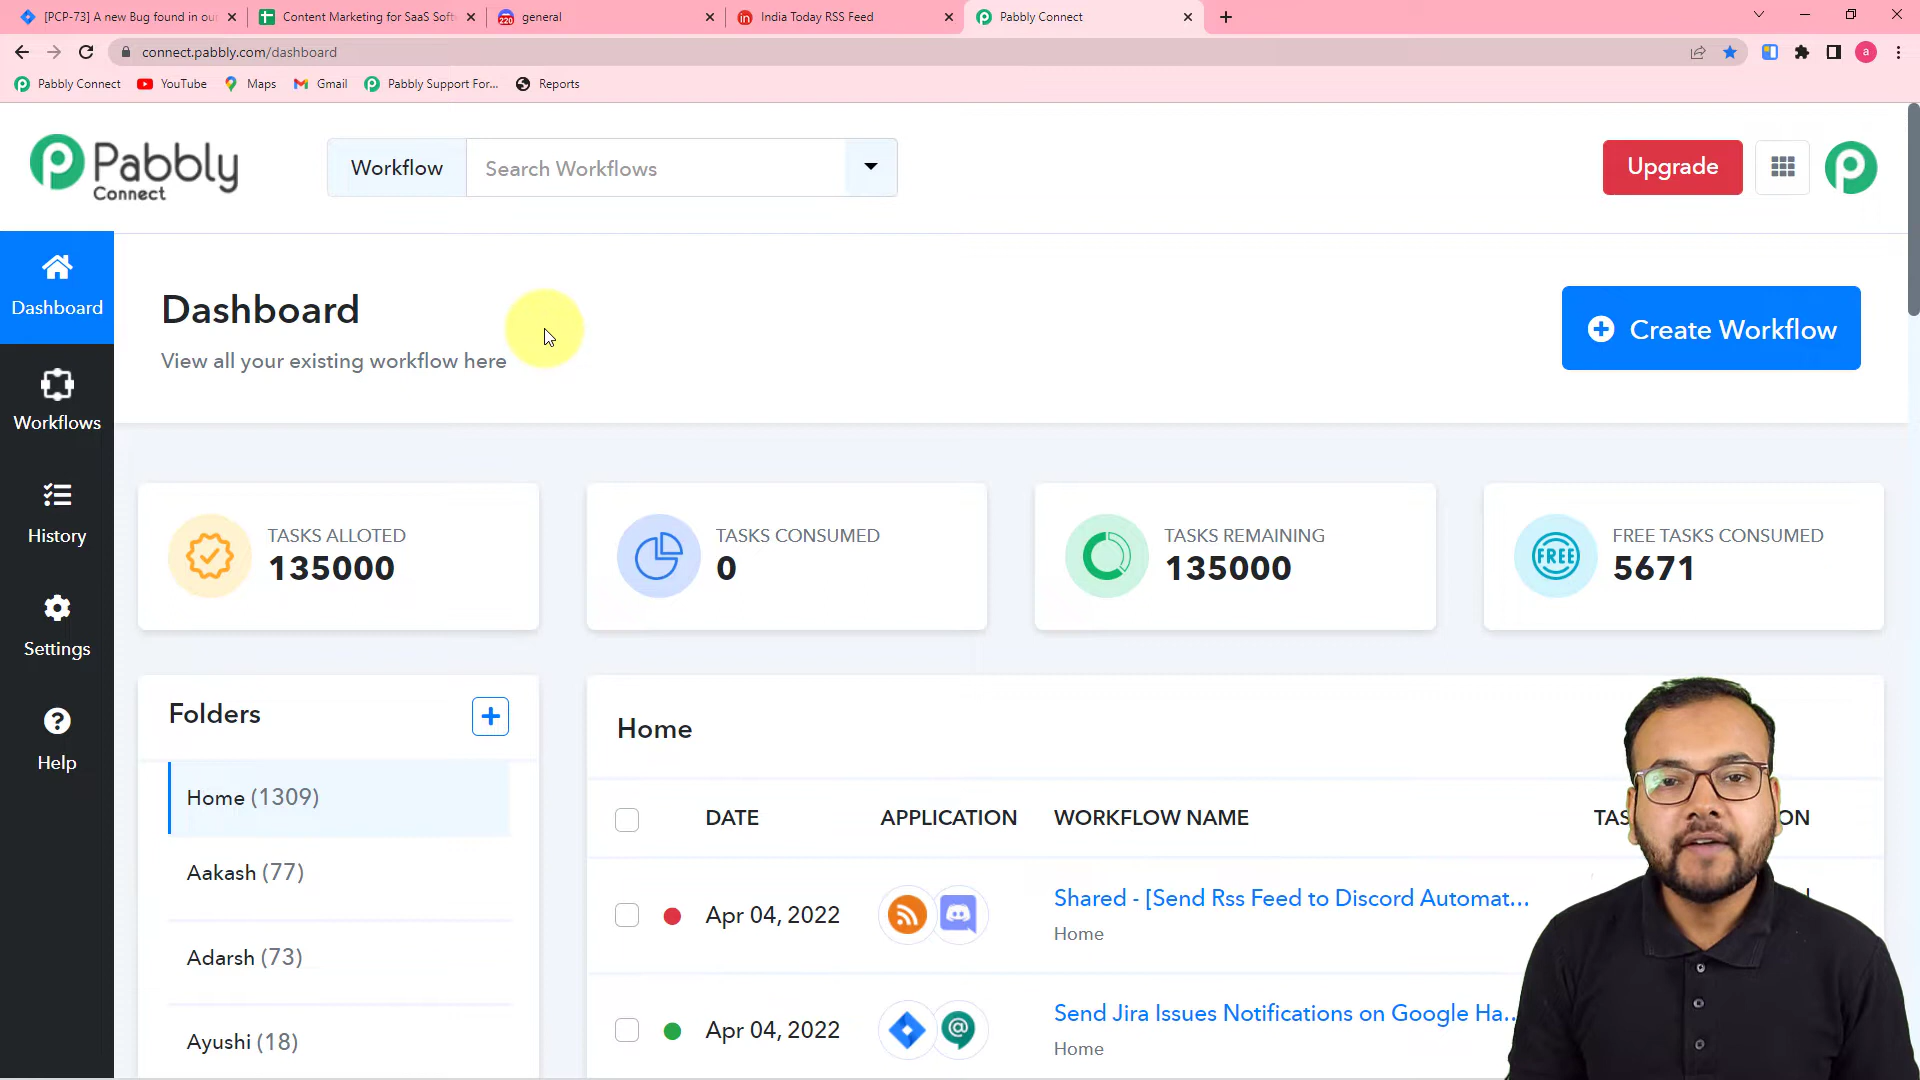 [PCP-73] A new Bug found in ou
Content Marketing for SaaS Soft
220
general
India Today RSS Feed
Pabbly Connect
connect.pabbly.com/dashboard
a
Pabbly Connect
YouTube
Maps
Gmail
Pabbly Support For...
Reports
Pabbly
Connect
Workflow
Search Workflows
Upgrade
Dashboard
Workflows
History
Settings
Help
Dashboard
View all your existing workflow here
Create Workflow
TASKS ALLOTED
135000
TASKS CONSUMED
0
TASKS REMAINING
135000
FREE
FREE TASKS CONSUMED
5671
Folders
Home (1309)
Aakash (77)
Adarsh (73)
Ayushi (18)
Home
DATE
APPLICATION
WORKFLOW NAME
Apr 04, 2022
Shared - [Send Rss Feed to Discord Automat...
Home
Apr 04, 2022
Send Jira Issues Notifications on Google Ha...
Home